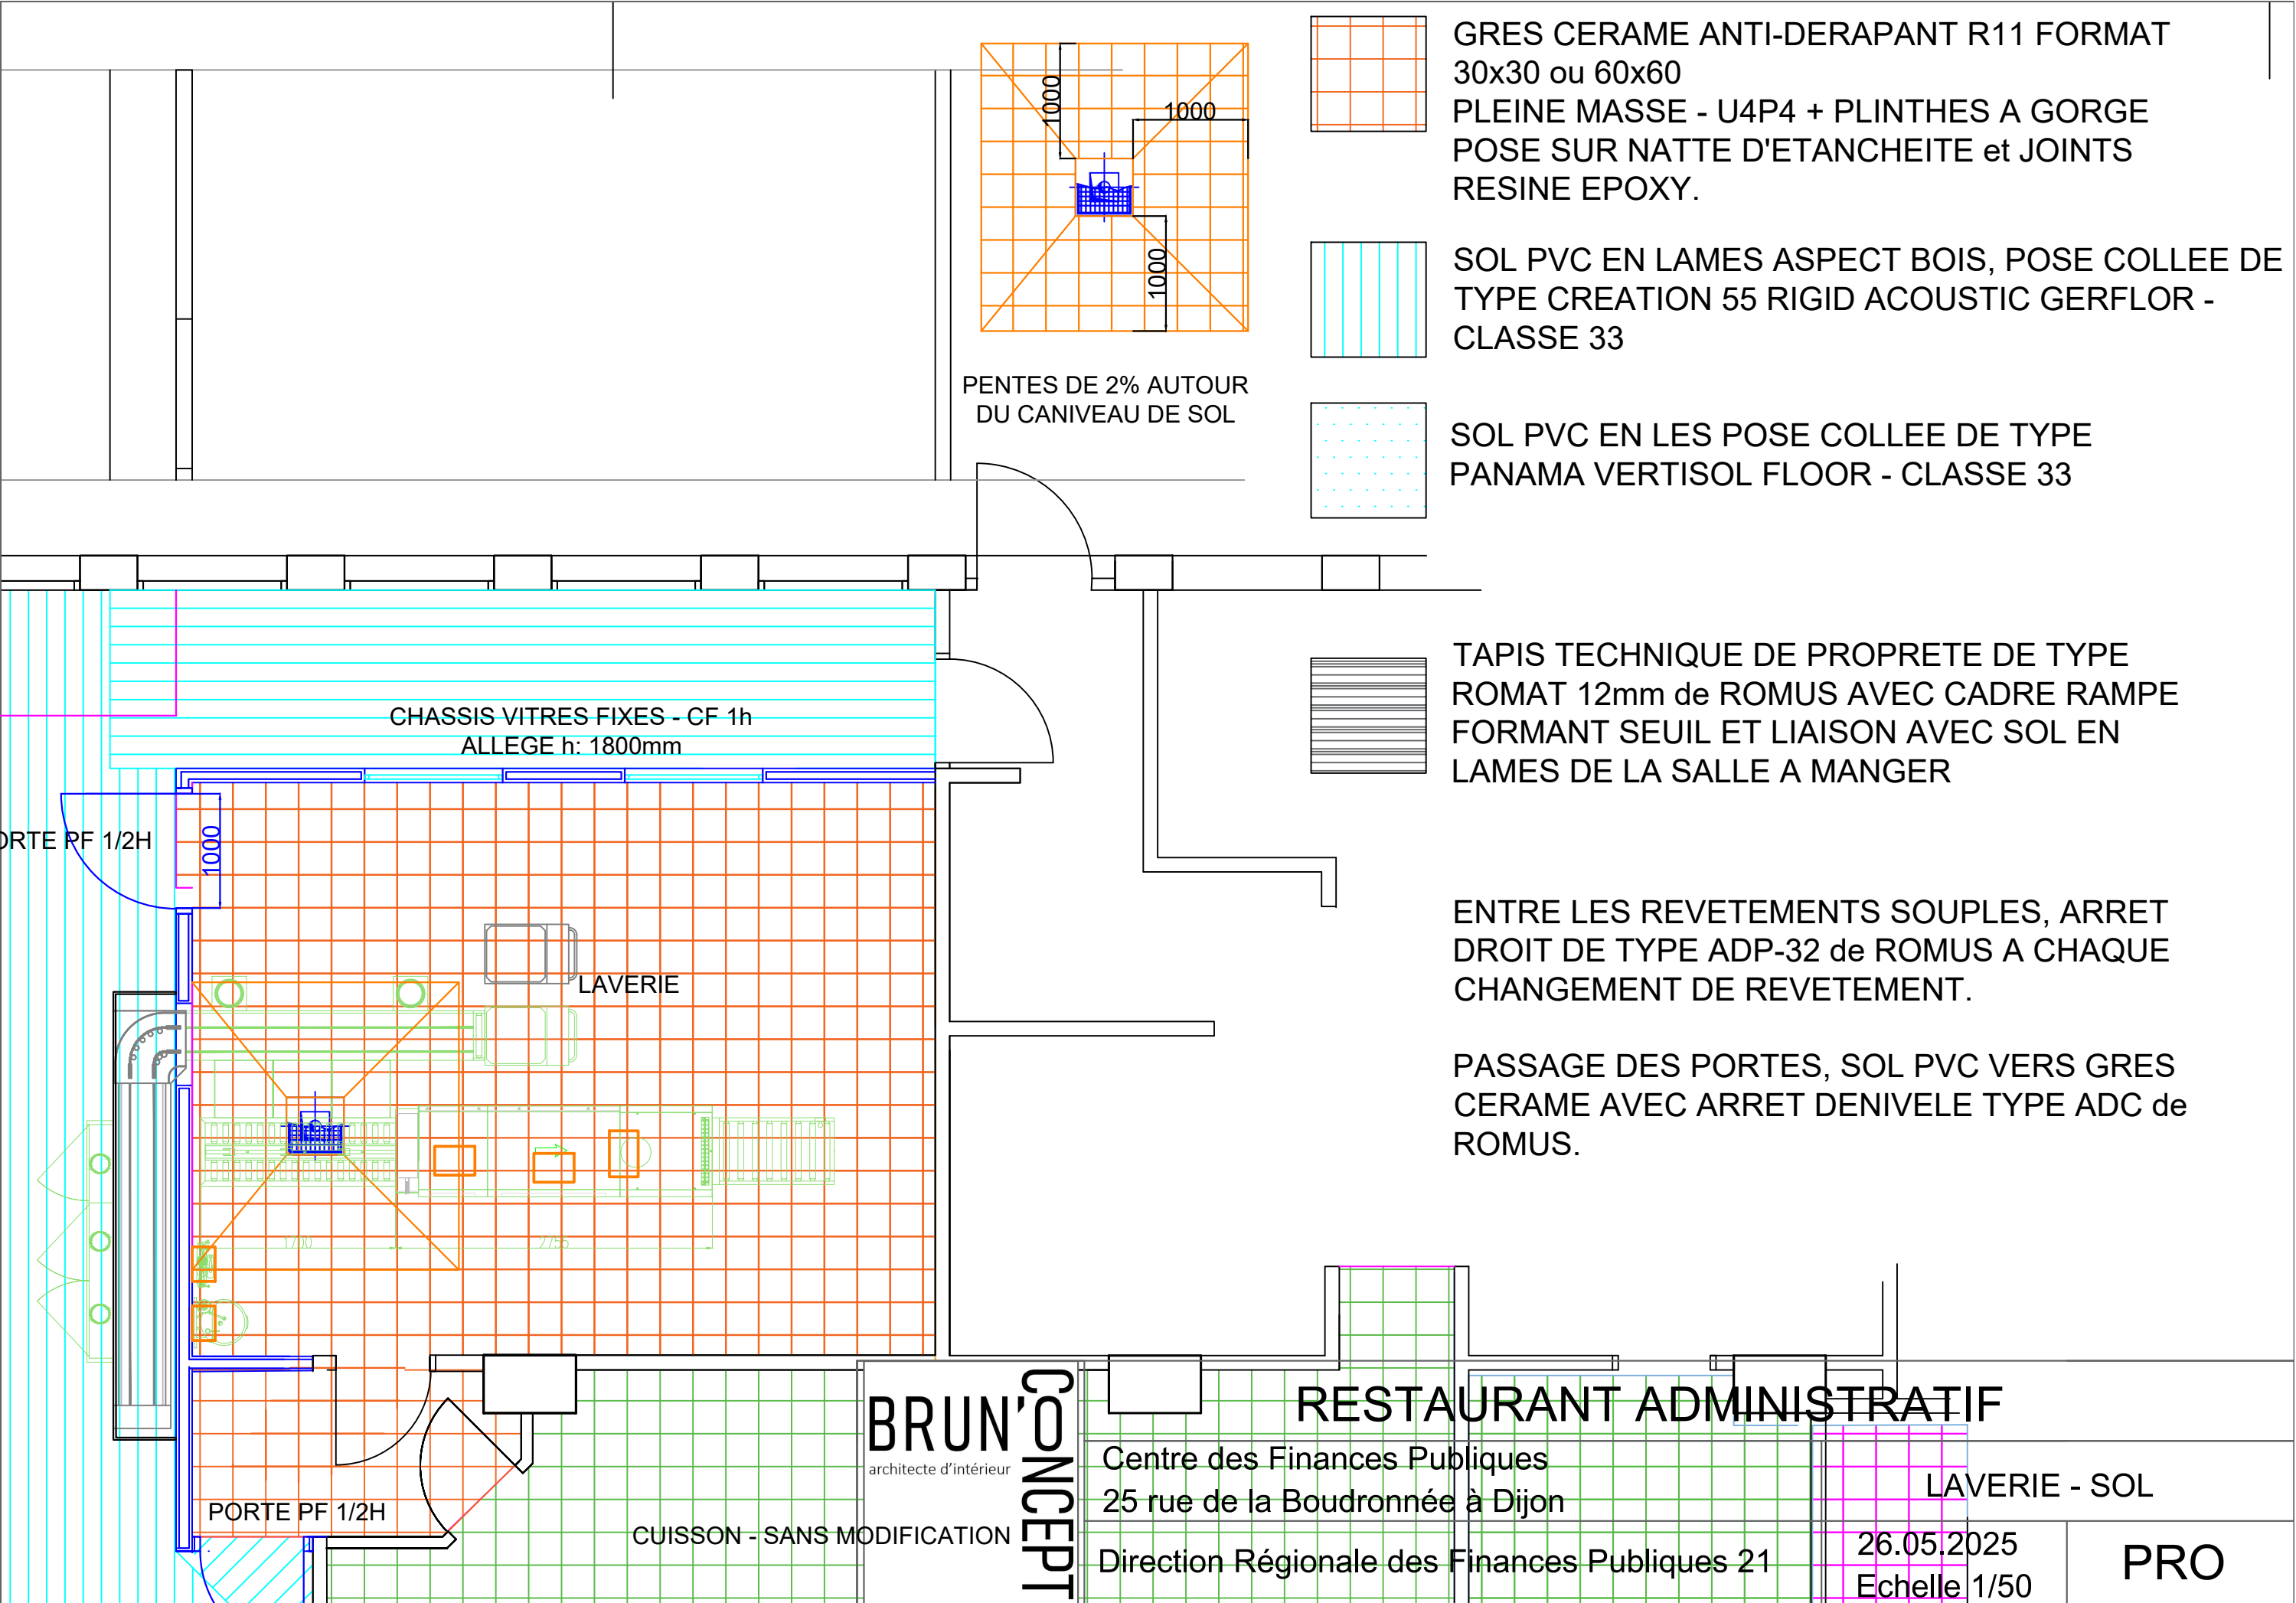 GRES CERAME ANTI-DERAPANT R11 FORMAT
30x30 ou 60x60
PLEINE MASSE - U4P4 + PLINTHES A GORGE
POSE SUR NATTE D'ETANCHEITE et JOINTS
RESINE EPOXY.
1000
1000
1000
PENTES DE 2% AUTOUR
DU CANIVEAU DE SOL
SOL PVC EN LAMES ASPECT BOIS, POSE COLLEE DE
TYPE CREATION 55 RIGID ACOUSTIC GERFLOR -
CLASSE 33
SOL PVC EN LES POSE COLLEE DE TYPE
PANAMA VERTISOL FLOOR - CLASSE 33
TAPIS TECHNIQUE DE PROPRETE DE TYPE
ROMAT 12mm de ROMUS AVEC CADRE RAMPE
FORMANT SEUIL ET LIAISON AVEC SOL EN
LAMES DE LA SALLE A MANGER
ENTRE LES REVETEMENTS SOUPLES, ARRET
DROIT DE TYPE ADP-32 de ROMUS A CHAQUE
CHANGEMENT DE REVETEMENT.
PASSAGE DES PORTES, SOL PVC VERS GRES
CERAME AVEC ARRET DENIVELE TYPE ADC de
ROMUS.
CHASSIS VITRES FIXES - CF 1h
ALLEGE h: 1800mm
ORTE PF 1/2H
1000
LAVERIE
1700
2755
PORTE PF 1/2H
CUISSON - SANS MODIFICATION
BRUN'O
CONCEPT
architecte d'intérieur
RESTAURANT ADMINISTRATIF
Centre des Finances Publiques
25 rue de la Boudronnée à Dijon
Direction Régionale des Finances Publiques 21
LAVERIE - SOL
26.05.2025
Echelle 1/50
PRO